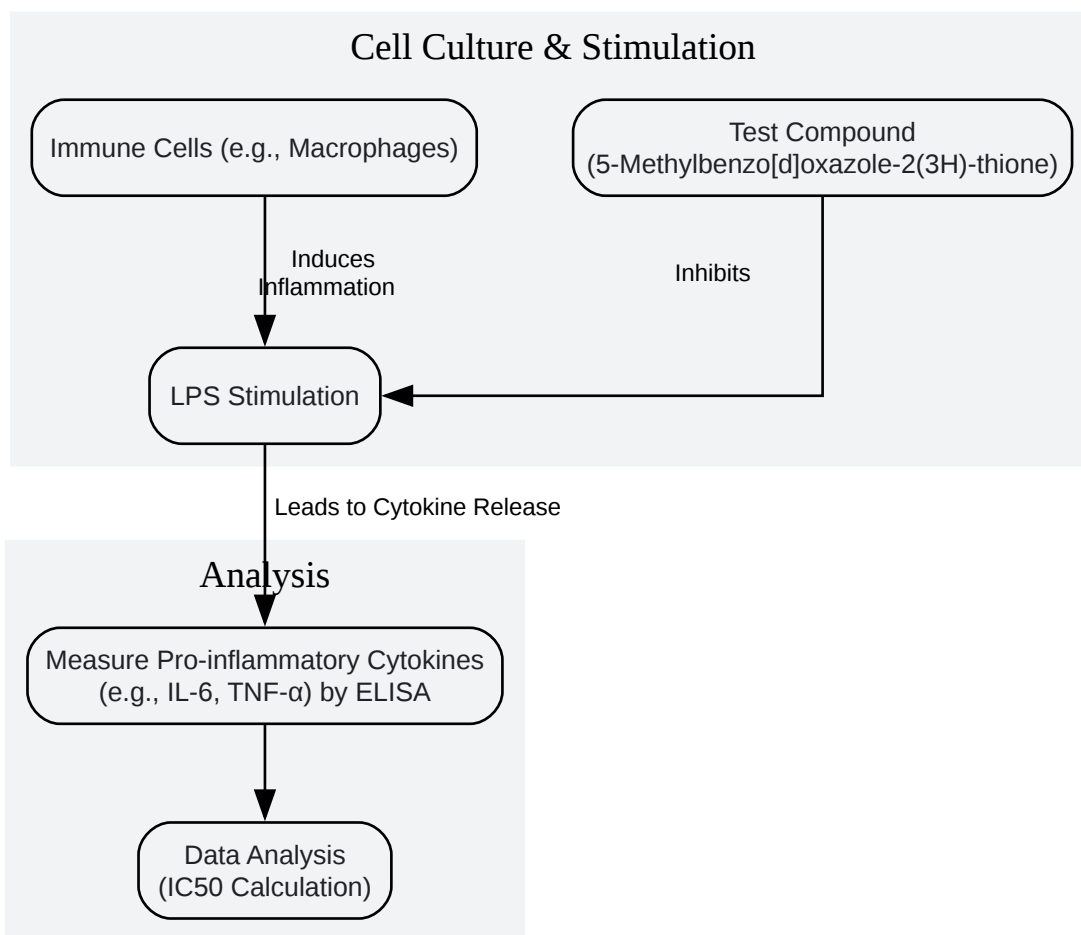 Cell Culture & Stimulation
Immune Cells (e.g., Macrophages)
Test Compound
(5-Methylbenzo[d]oxazole-2(3H)-thione)
Induces
Inflammation
Inhibits
LPS Stimulation
Leads to Cytokine Release
Analysis
Measure Pro-inflammatory Cytokines
(e.g., IL-6, TNF-α) by ELISA
Data Analysis
(IC50 Calculation)